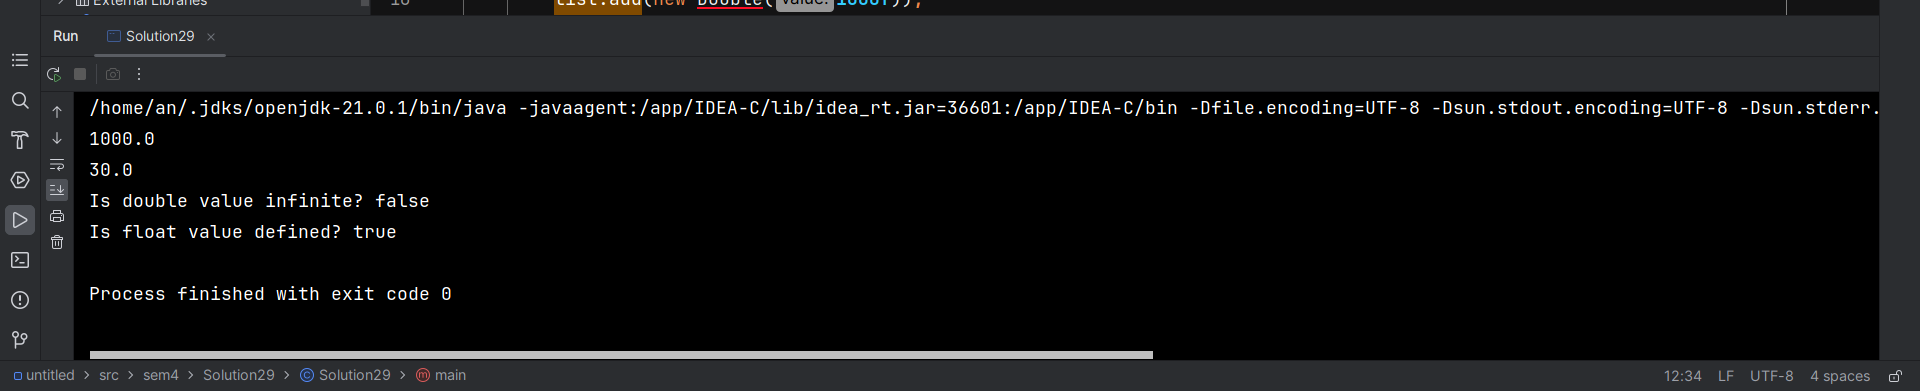 External Libraries
10 list.add(new Double( value: 1000f));
Run Solution29
/home/an/.jdks/openjdk-21.0.1/bin/java -javaagent:/app/IDEA-C/lib/idea_rt.jar=36601:/app/IDEA-C/bin -Dfile.encoding=UTF-8 -Dsun.stdout.encoding=UTF-8 -Dsun.stderr.
1000.0
30.0
Is double value infinite? false
Is float value defined? true
Process finished with exit code 0
untitled > src > sem4 > Solution29 > Solution29 > main 12:34 LF UTF-8 4 spaces